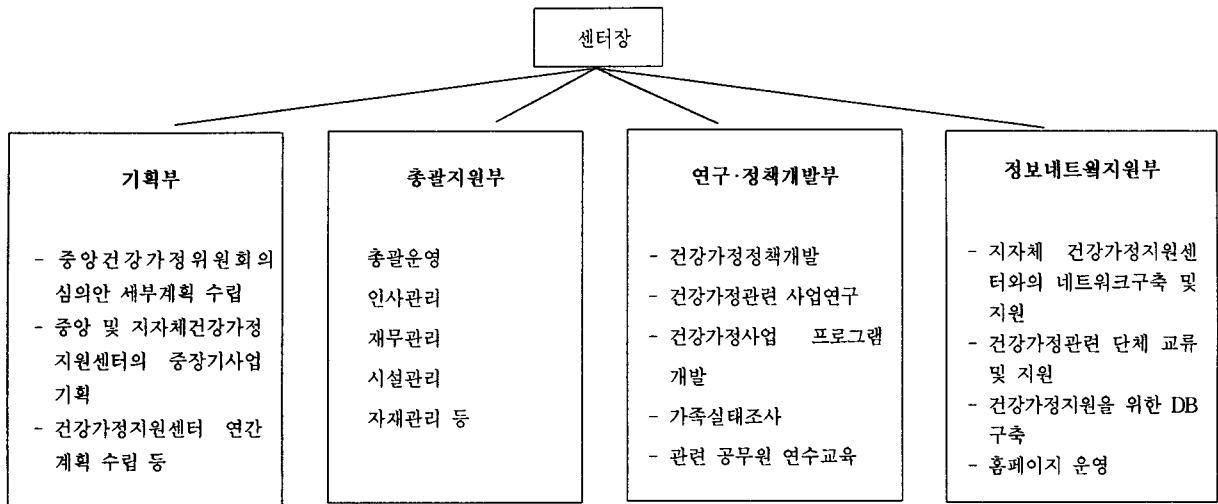 센터장
기획부
- 중앙건강가정위원회의
심의안 세부계획 수립
- 중앙 및 지자체건강가정
지원센터의 중장기사업
기획
- 건강가정지원센터 연간
계획 수립 등
총괄지원부
총괄운영
인사관리
재무관리
시설관리
자재관리 등
연구·정책개발부
- 건강가정정책개발
- 건강가정관련 사업연구
- 건강가정사업 프로그램
개발
- 가족실태조사
- 관련 공무원 연수교육
정보네트웍지원부
- 지자체 건강가정지원센
터와의 네트워크구축 및
지원
- 건강가정관련 단체 교류
및 지원
- 건강가정지원을 위한 DB
구축
- 홈페이지 운영